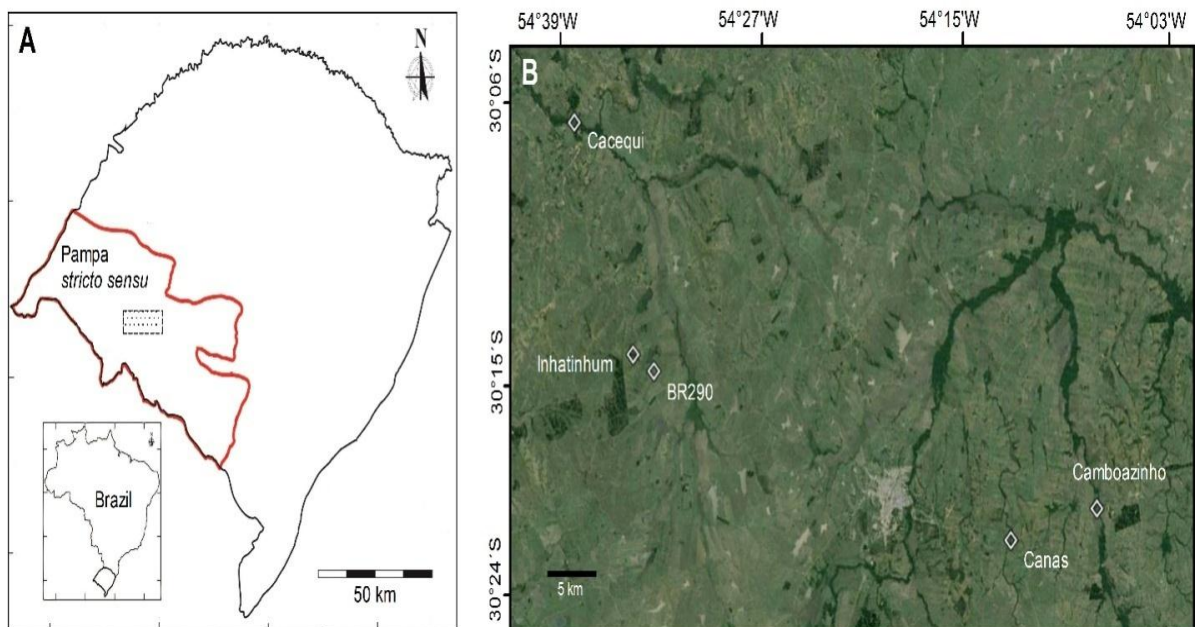 A
N
Pampa
stricto sensu
Brazil
50 km
54°39'W
54°27'W
54°15'W
54°03'W
30°06'S
30°15'S
30°24'S
B
Cacequi
Inhatinhum
BR290
Camboazinho
Canas
5 km